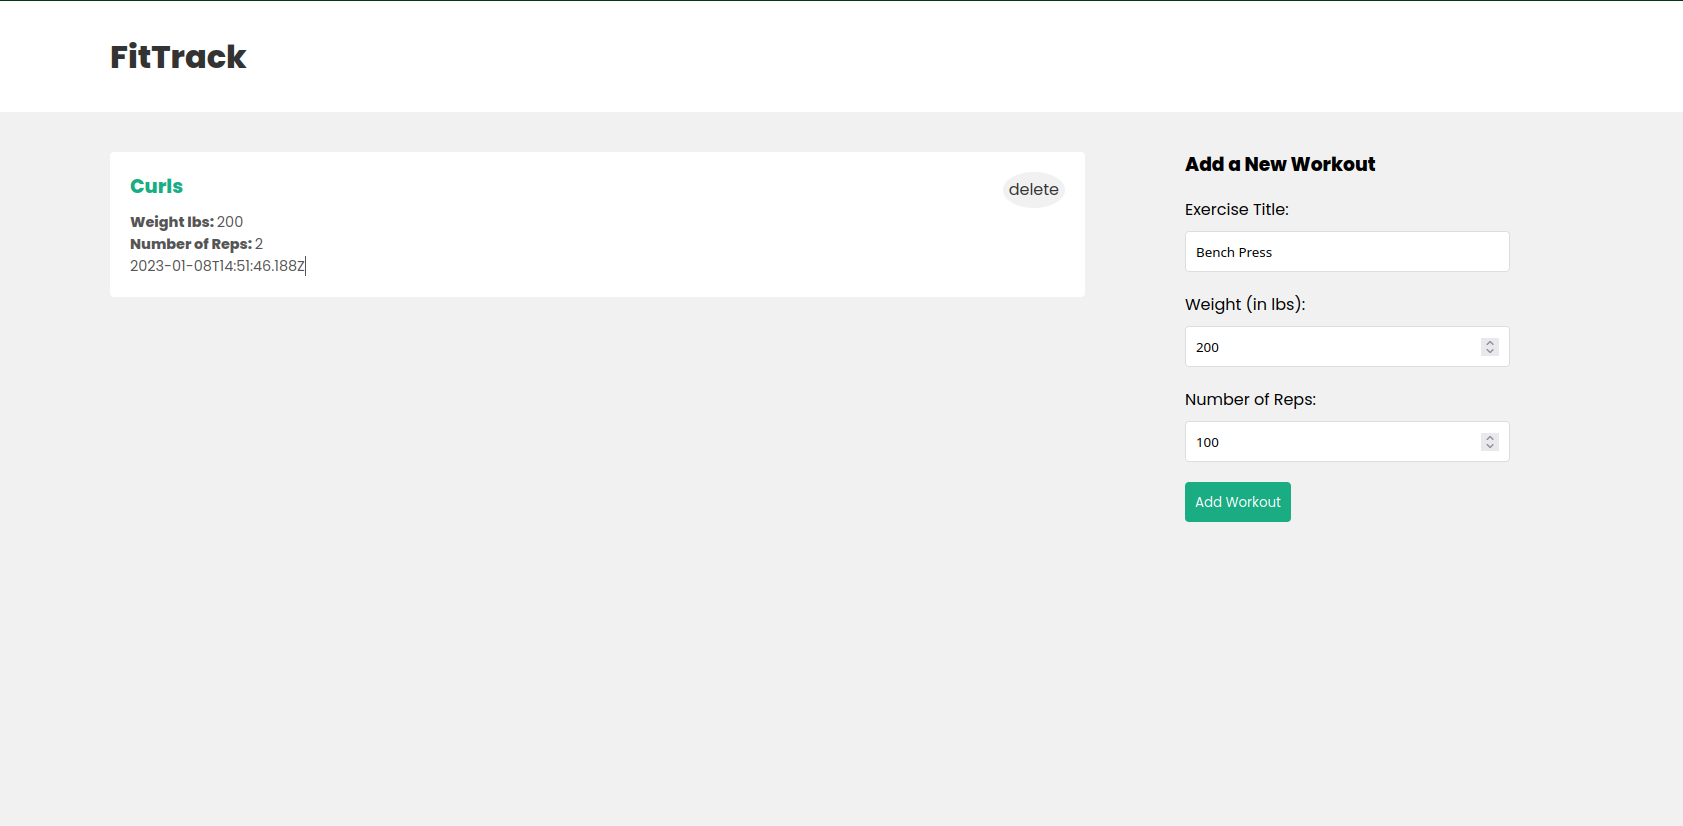 FitTrack
Curls
delete
Weight lbs: 200
Number of Reps: 2
2023-01-08T14:51:46.188Z
Add a New Workout
Exercise Title:
Bench Press
Weight (in lbs):
200
Number of Reps:
100
Add Workout